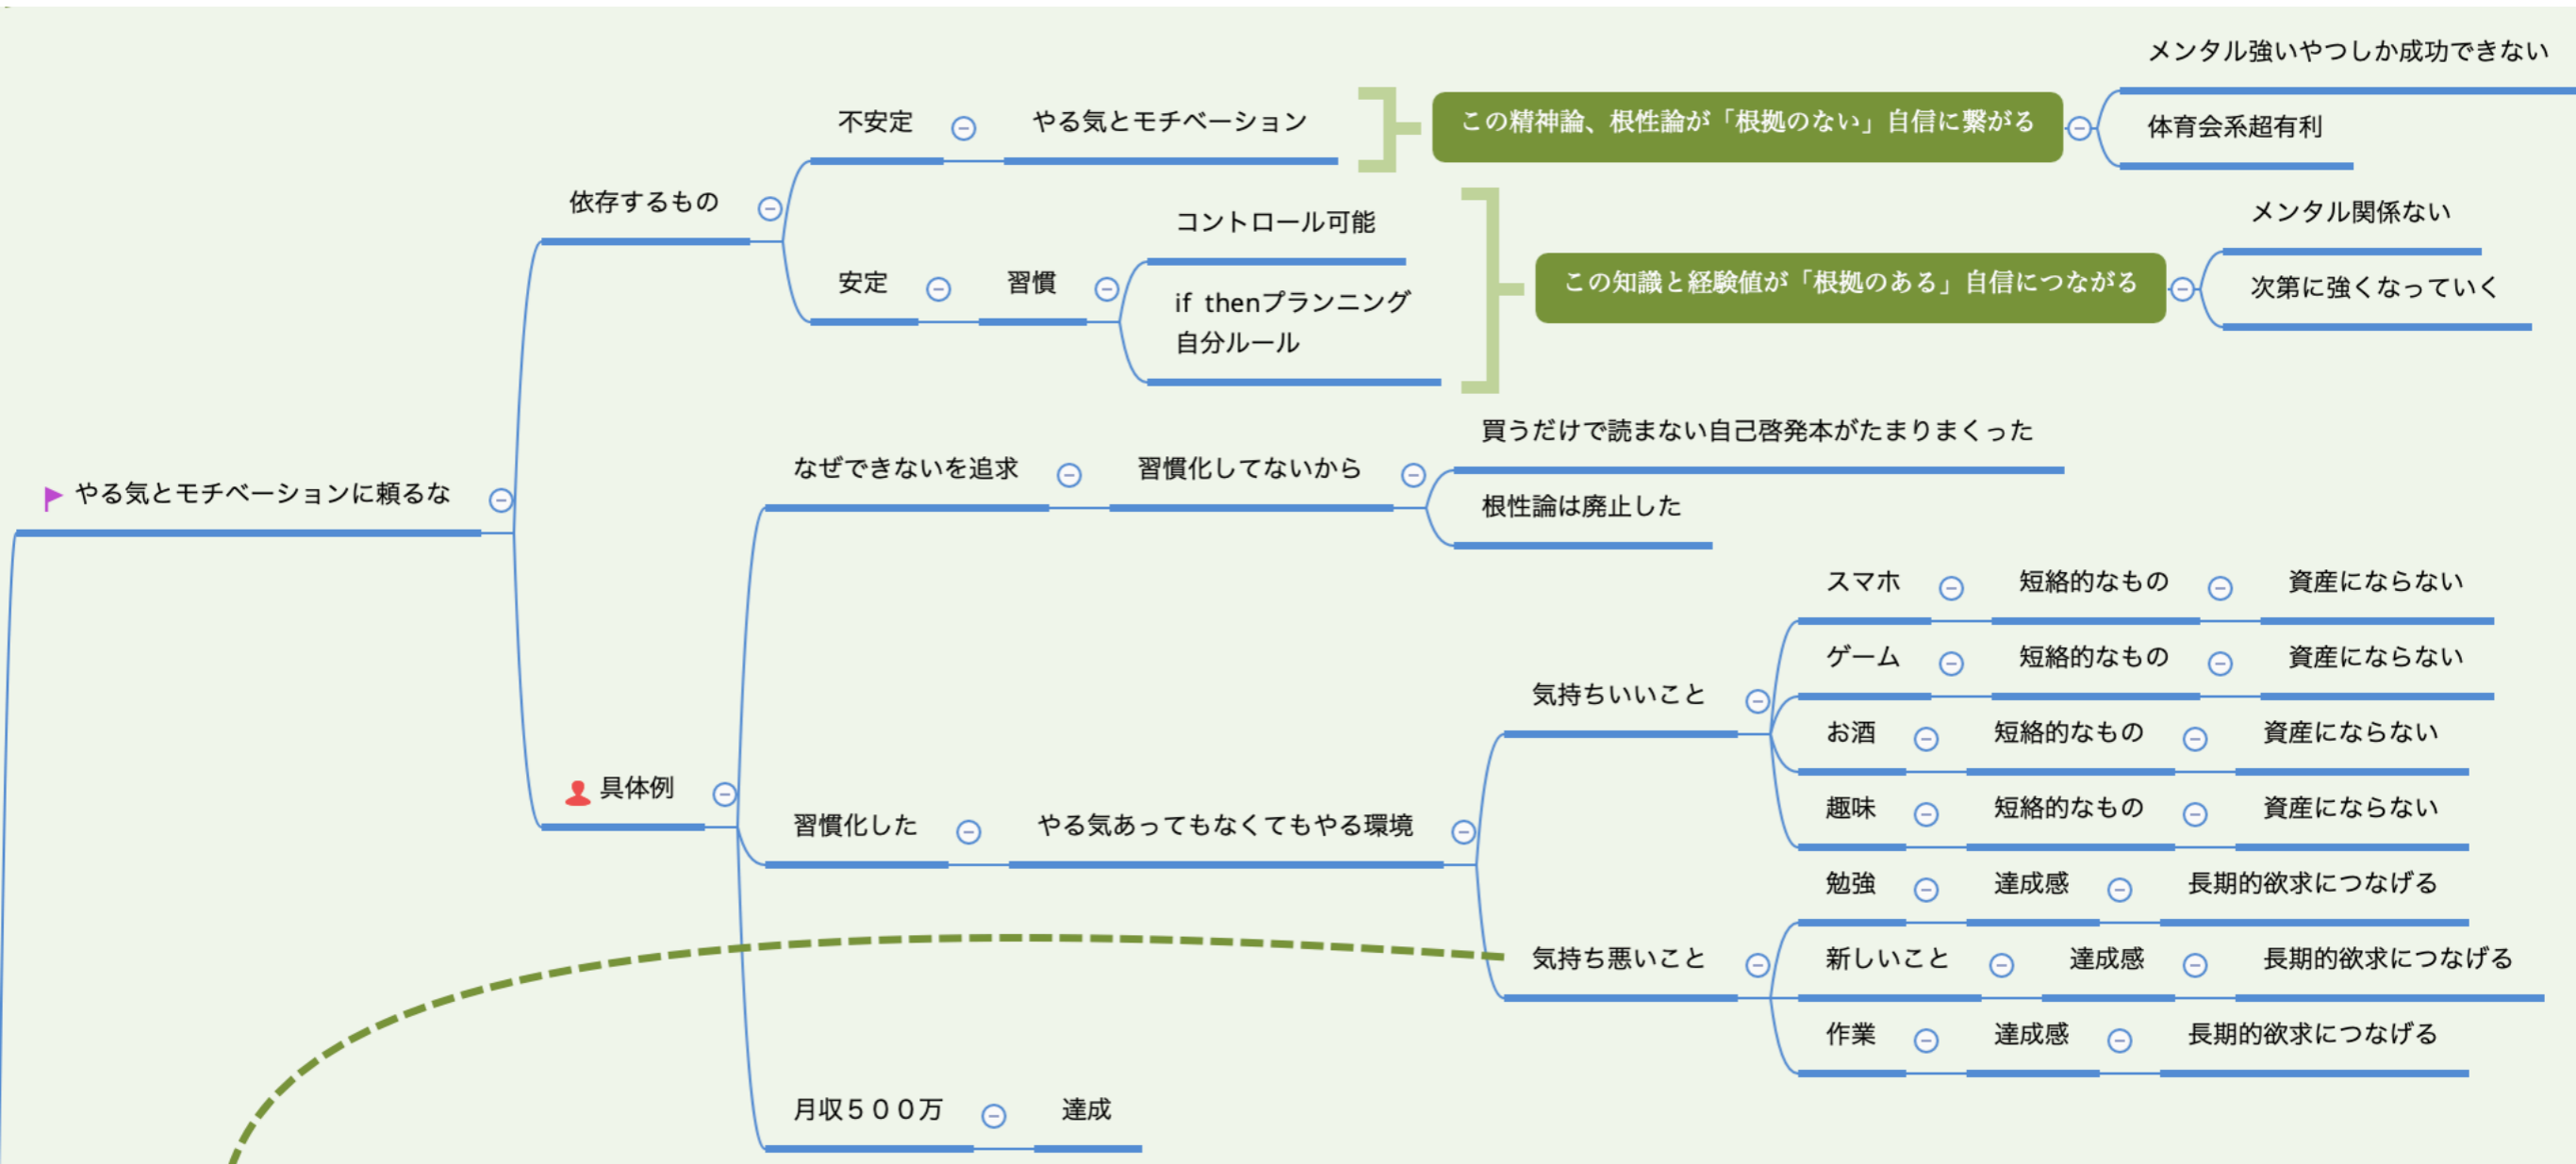 やる気とモチベーションに頼るな
依存するもの
不安定
やる気とモチベーション
この精神論、根性論が「根拠のない」自信に繋がる
メンタル強いやつしか成功できない
体育会系超有利
安定
習慣
コントロール可能
if thenプランニング
自分ルール
この知識と経験値が「根拠のある」自信につながる
メンタル関係ない
次第に強くなっていく
具体例
なぜできないを追求
習慣化してないから
買うだけで読まない自己啓発本がたまりまくった
根性論は廃止した
習慣化した
やる気あってもなくてもやる環境
気持ちいいこと
スマホ
短絡的なもの
資産にならない
ゲーム
短絡的なもの
資産にならない
お酒
短絡的なもの
資産にならない
趣味
短絡的なもの
資産にならない
気持ち悪いこと
勉強
達成感
長期的欲求につなげる
新しいこと
達成感
長期的欲求につなげる
作業
達成感
長期的欲求につなげる
月収５００万
達成